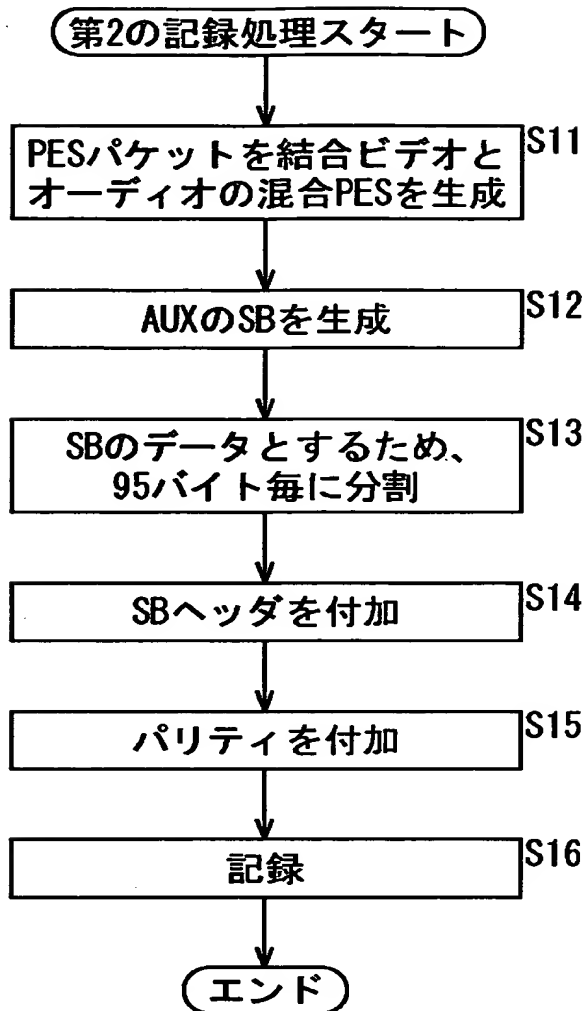 第2の記録処理スタート
S11
PESパケットを結合ビデオと
オーディオの混合PESを生成
S12
AUXのSBを生成
S13
SBのデータとするため、
95バイト毎に分割
S14
SBヘッダを付加
S15
パリティを付加
S16
記録
エンド